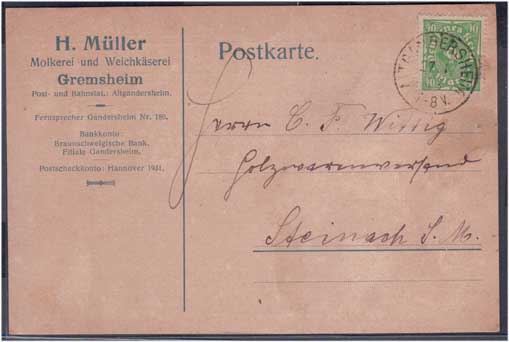 H. Müller
Molkerei und Weichkäserei
Gremsheim
Post- und Bahnstat.: Altgandersheim.
Fernsprecher Gandersheim Nr. 180.
Bankkonto:
Braunschweigische Bank.
Filiale Gandersheim.
Postscheckkonto: Hannover 1931.
Postkarte.
Herrn C. F. Wittig
Holzwarenversand
Steinach S. M.